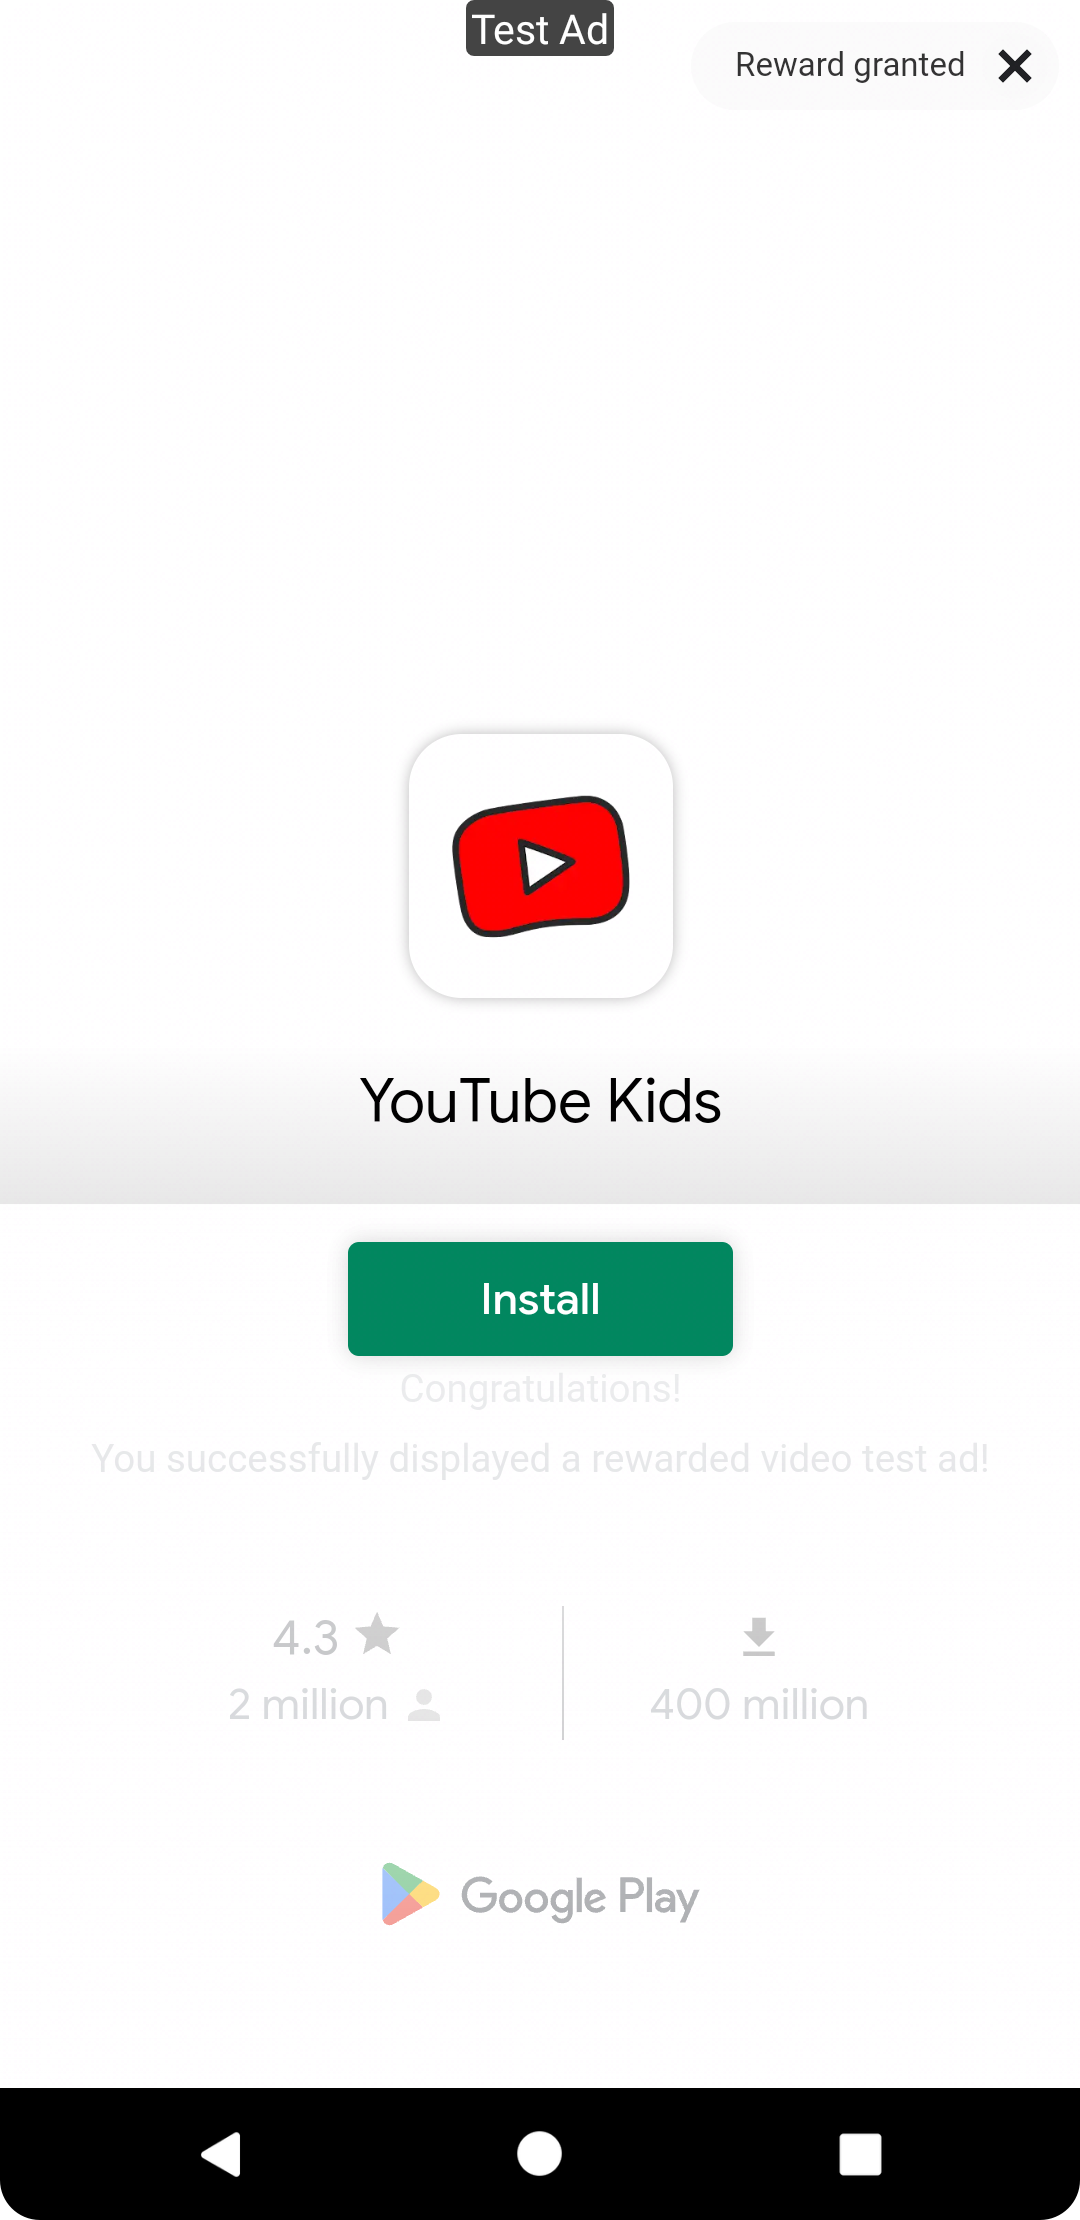 Test Ad
Reward granted
YouTube Kids
Install
Congratulations!
You successfully displayed a rewarded video test ad!
4.3
2 million
400 million
Google Play